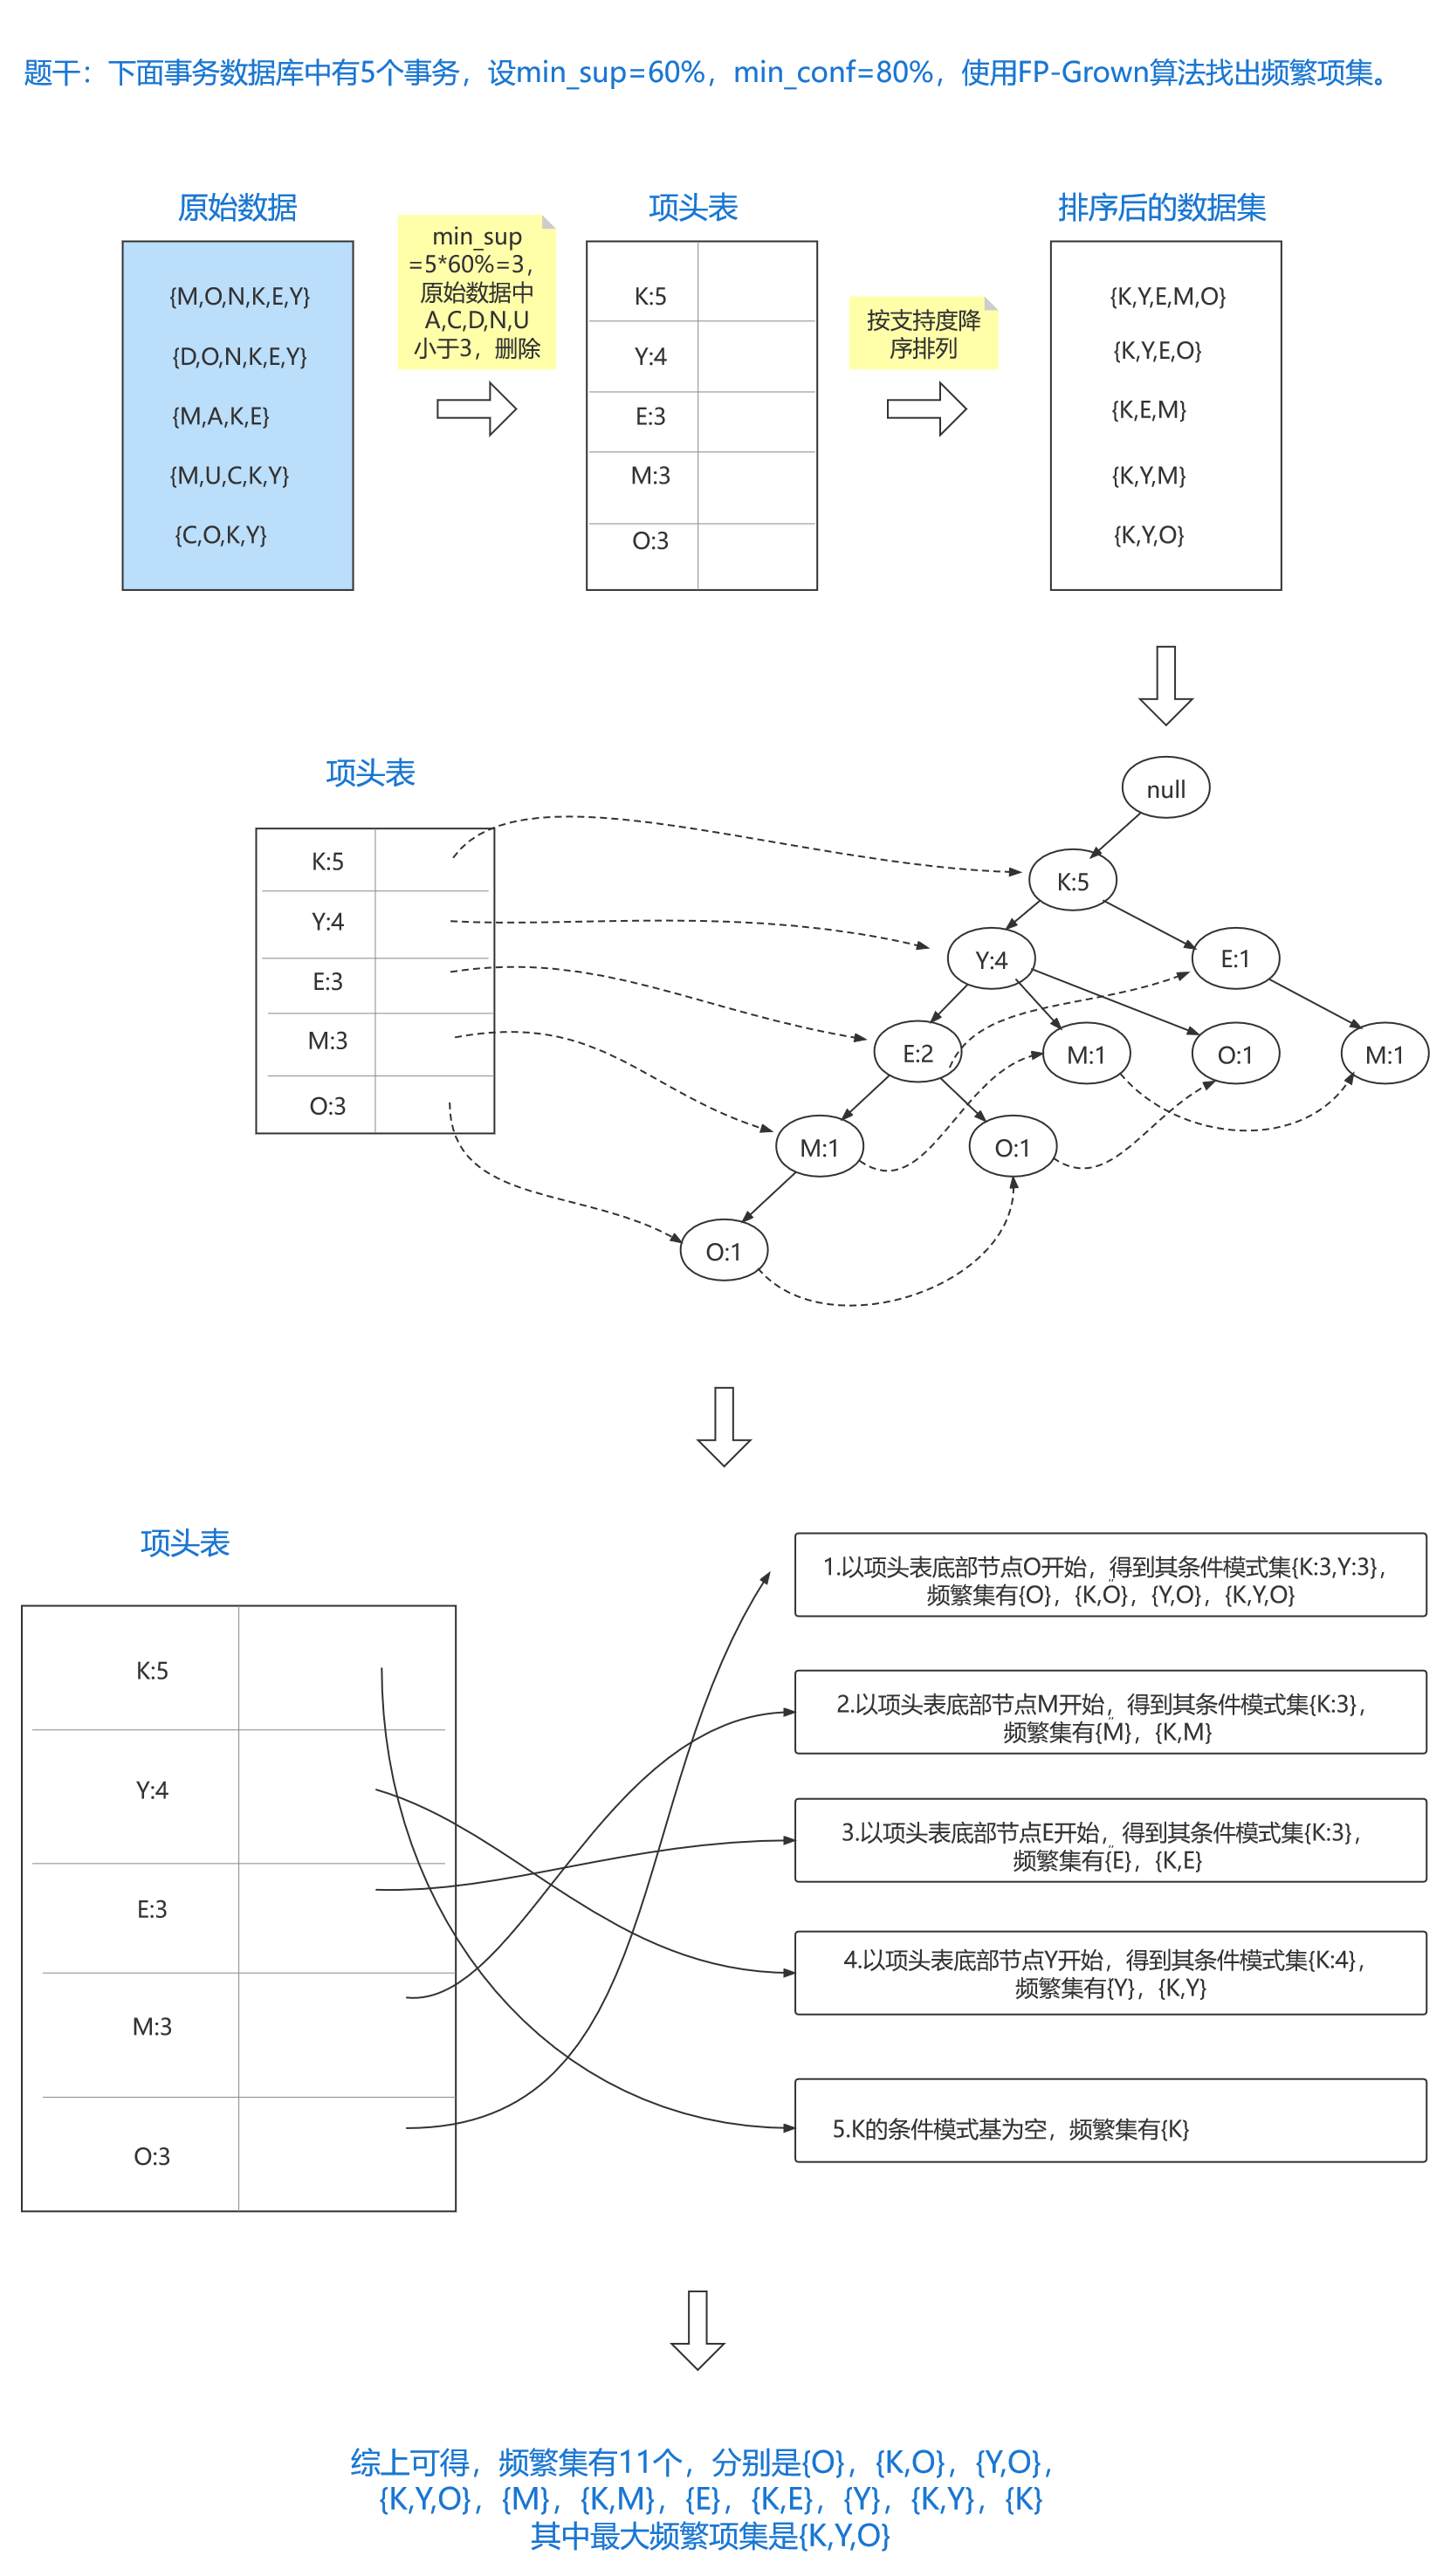 题干：下面事务数据库中有5个事务，设min_sup=60%，min_conf=80%，使用FP-Grown算法找出频繁项集。
原始数据
{M,O,N,K,E,Y}
{D,O,N,K,E,Y}
{M,A,K,E}
{M,U,C,K,Y}
{C,O,K,Y}
min_sup
=5*60%=3，
原始数据中
A,C,D,N,U
小于3，删除
项头表
K:5
Y:4
E:3
M:3
O:3
按支持度降
序排列
排序后的数据集
{K,Y,E,M,O}
{K,Y,E,O}
{K,E,M}
{K,Y,M}
{K,Y,O}
项头表
K:5
Y:4
E:3
M:3
O:3
null
K:5
Y:4
E:1
E:2
M:1
O:1
M:1
M:1
O:1
O:1
项头表
K:5
Y:4
E:3
M:3
O:3
1.以项头表底部节点O开始，得到其条件模式集{K:3,Y:3}，
频繁集有{O}，{K,O}，{Y,O}，{K,Y,O}
2.以项头表底部节点M开始，得到其条件模式集{K:3}，
频繁集有{M}，{K,M}
3.以项头表底部节点E开始，得到其条件模式集{K:3}，
频繁集有{E}，{K,E}
4.以项头表底部节点Y开始，得到其条件模式集{K:4}，
频繁集有{Y}，{K,Y}
5.K的条件模式基为空，频繁集有{K}
综上可得，频繁集有11个，分别是{O}，{K,O}，{Y,O}，
{K,Y,O}，{M}，{K,M}，{E}，{K,E}，{Y}，{K,Y}，{K}
其中最大频繁项集是{K,Y,O}